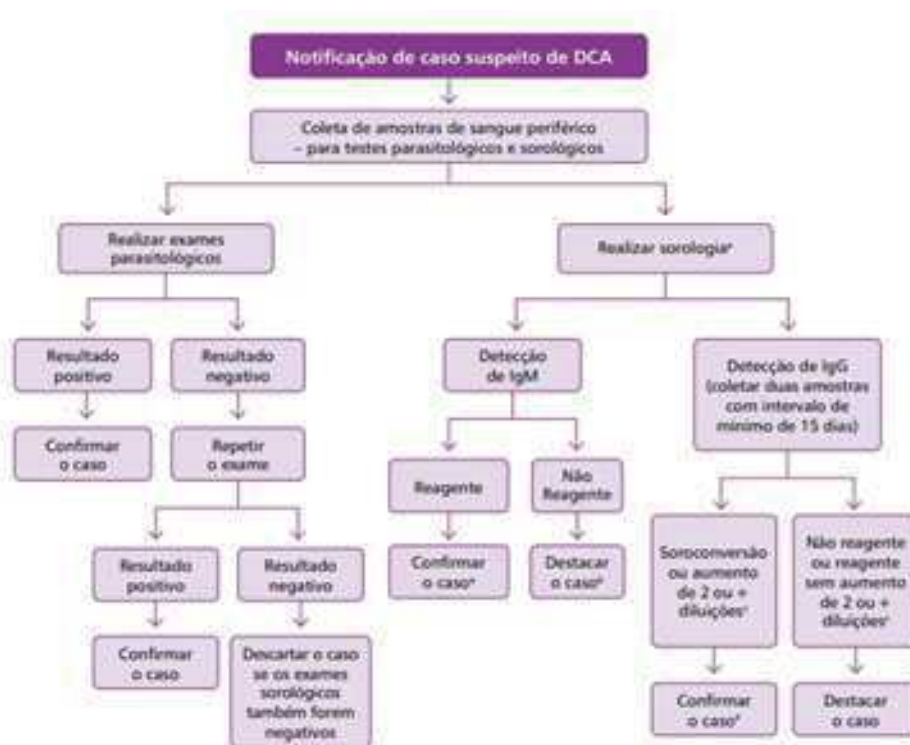 Notificação de caso suspeito de DCA
Coleta de amostras de sangue periférico
– para testes parasitológicos e sorológicos
Realizar exames
parasitológicos
Realizar sorologia
Resultado
positivo
Resultado
negativo
Detecção
de IgM
Detecção de IgG
(coletar duas amostras
com intervalo de
mínimo de 15 dias)
Confirmar
o caso
Repetir
o exame
Reagente
Não
Reagente
Resultado
positivo
Resultado
negativo
Confirmar
o caso
Destacar
o caso
Soroconversão
ou aumento
de 2 ou +
diluições
Não reagente
ou reagente
sem aumento
de 2 ou +
diluições
Confirmar
o caso
Descartar o caso
se os exames
sorológicos
também forem
negativos
Confirmar
o caso
Destacar
o caso